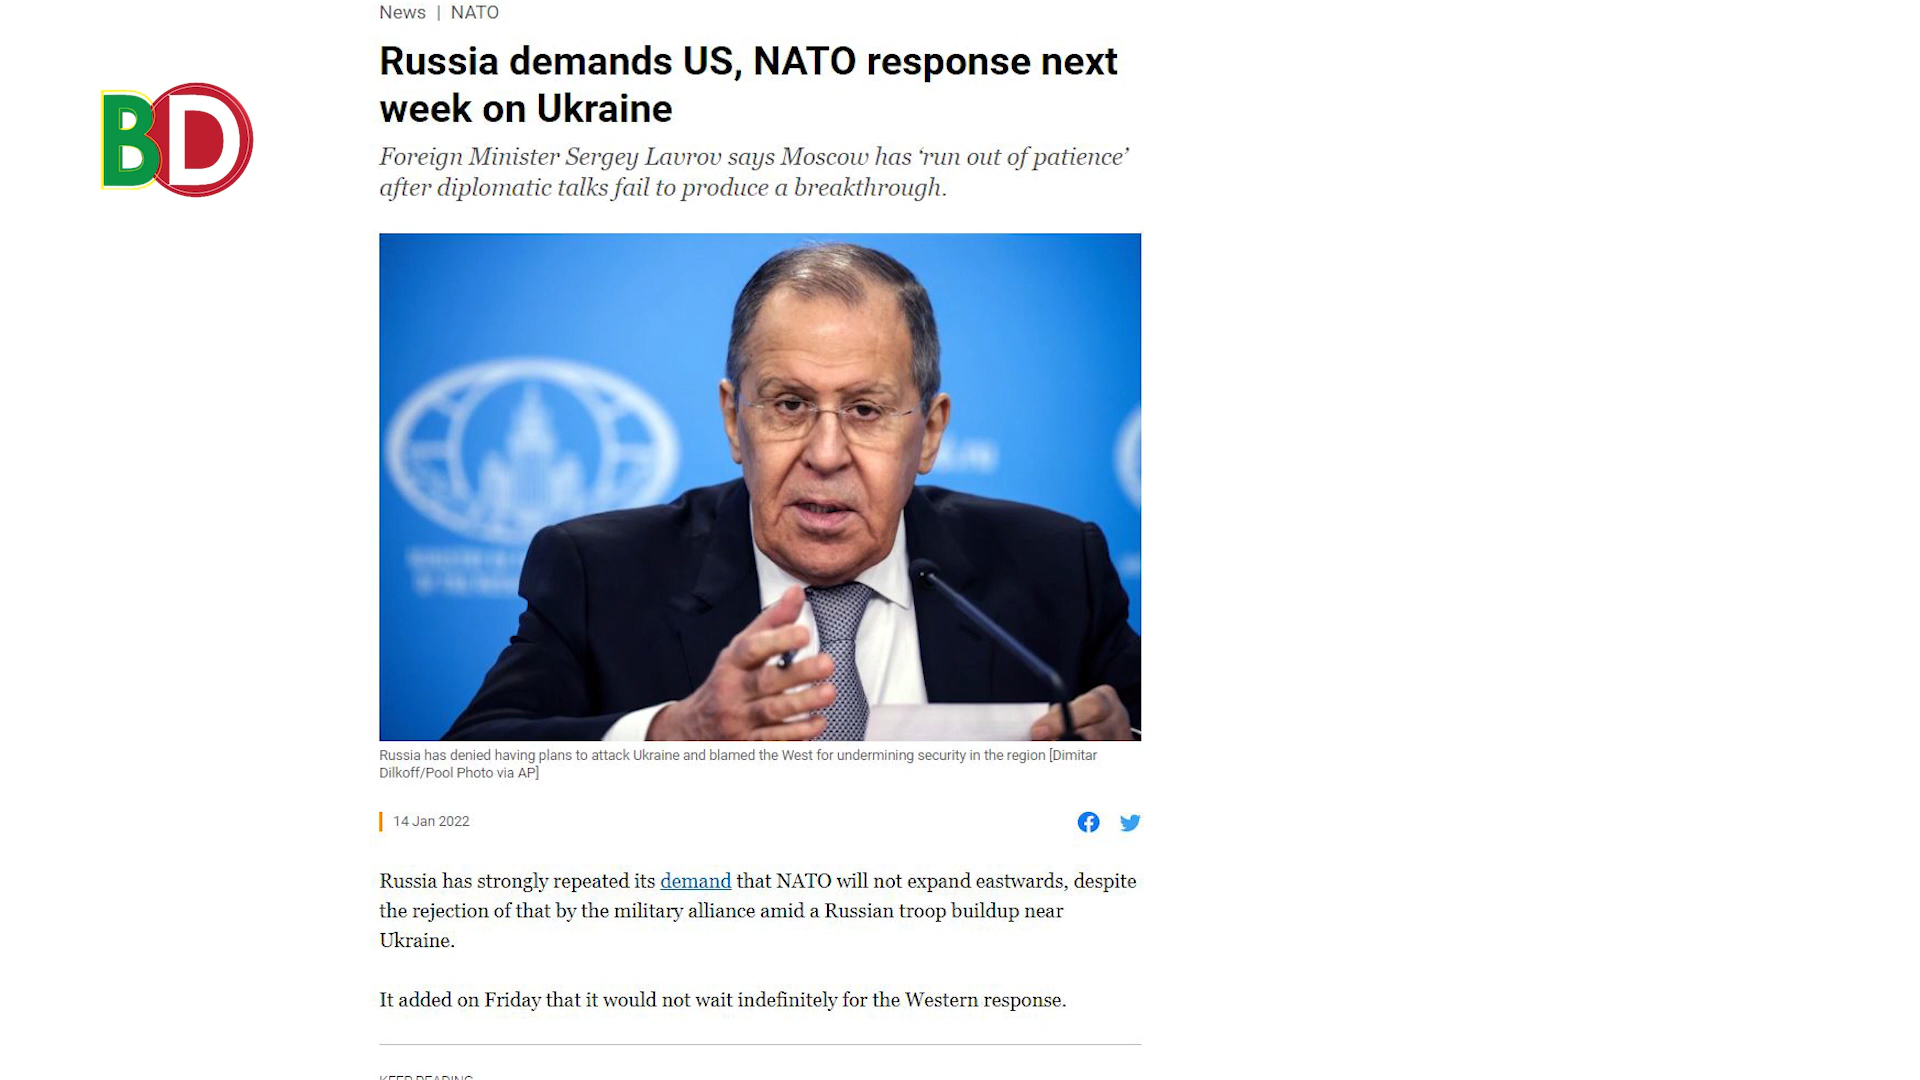 News | NATO
Russia demands US, NATO response next
week on Ukraine
BD
Foreign Minister Sergey Lavrov says Moscow has ‘run out of patience’
after diplomatic talks fail to produce a breakthrough.
Russia has denied having plans to attack Ukraine and blamed the West for undermining security in the region [Dimitar
Dilkoff/Pool Photo via AP]
14 Jan 2022
Russia has strongly repeated its demand that NATO will not expand eastwards, despite
the rejection of that by the military alliance amid a Russian troop buildup near
Ukraine.
It added on Friday that it would not wait indefinitely for the Western response.
KEEP READING